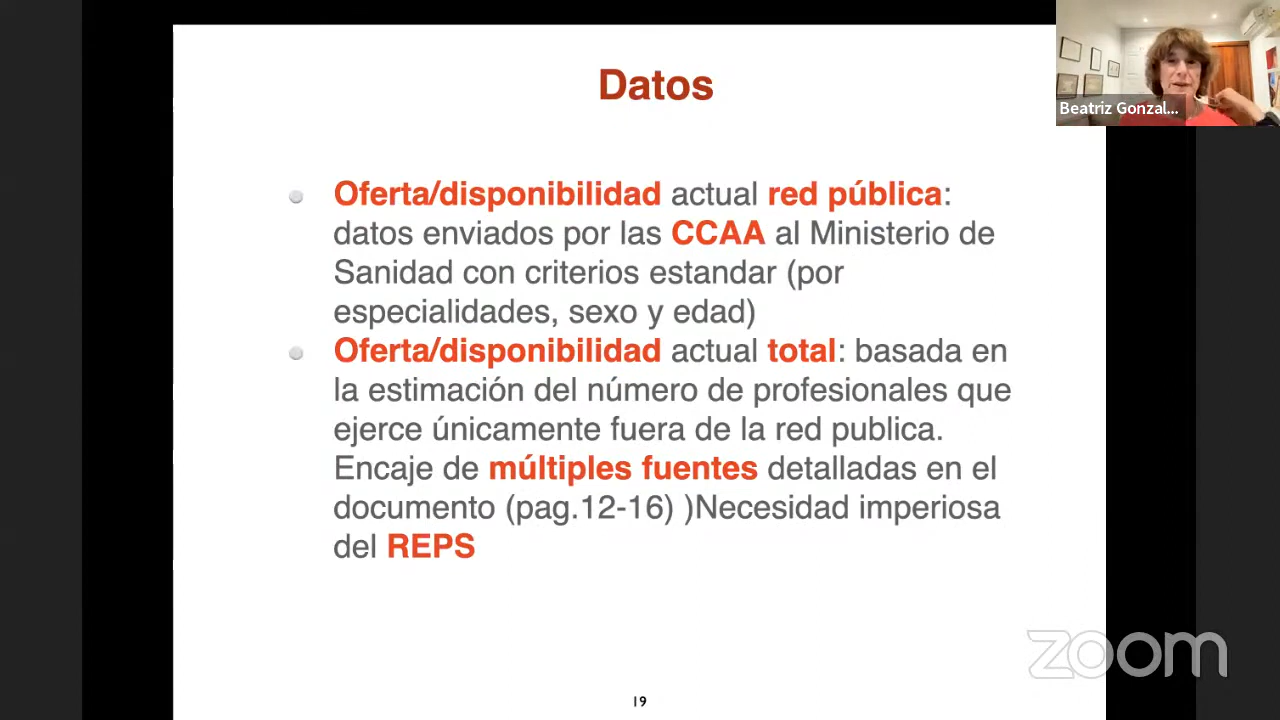 Datos
Oferta/disponibilidad actual red pública:
datos enviados por las CCAA al Ministerio de
Sanidad con criterios estandar (por
especialidades, sexo y edad)
Oferta/disponibilidad actual total: basada en
la estimación del número de profesionales que
ejerce únicamente fuera de la red publica.
Encaje de múltiples fuentes detalladas en el
documento (pag.12-16) )Necesidad imperiosa
del REPS
19
Beatriz Gonzal...
zoom